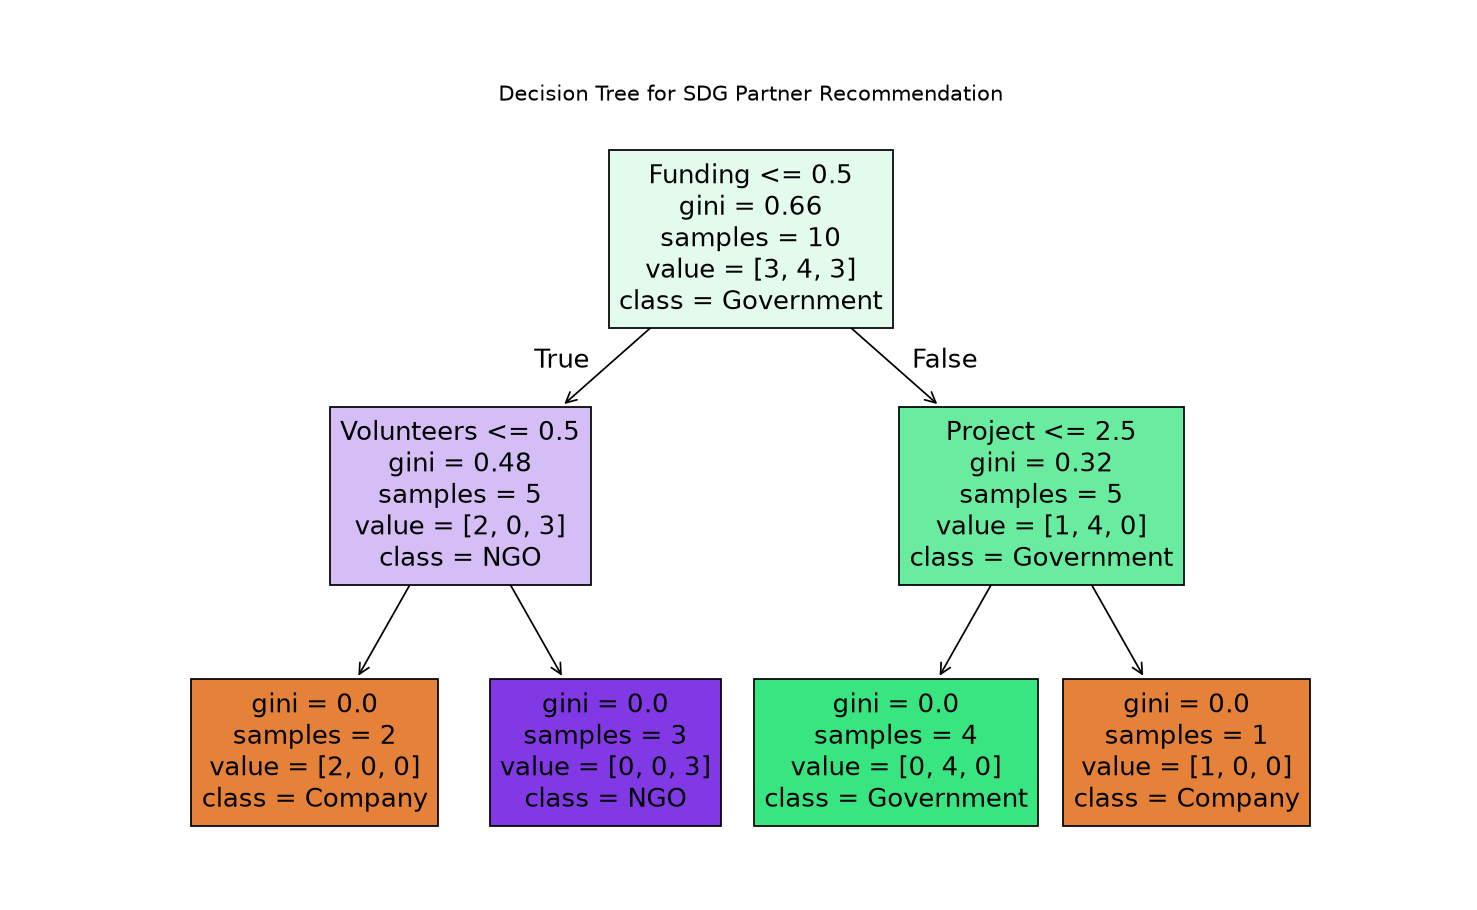 Decision Tree for SDG Partner Recommendation
Funding <= 0.5
gini = 0.66
samples = 10
value = [3, 4, 3]
class = Government
True
False
Volunteers <= 0.5
gini = 0.48
samples = 5
value = [2, 0, 3]
class = NGO
Project <= 2.5
gini = 0.32
samples = 5
value = [1, 4, 0]
class = Government
gini = 0.0
samples = 2
value = [2, 0, 0]
class = Company
gini = 0.0
samples = 3
value = [0, 0, 3]
class = NGO
gini = 0.0
samples = 4
value = [0, 4, 0]
class = Government
gini = 0.0
samples = 1
value = [1, 0, 0]
class = Company